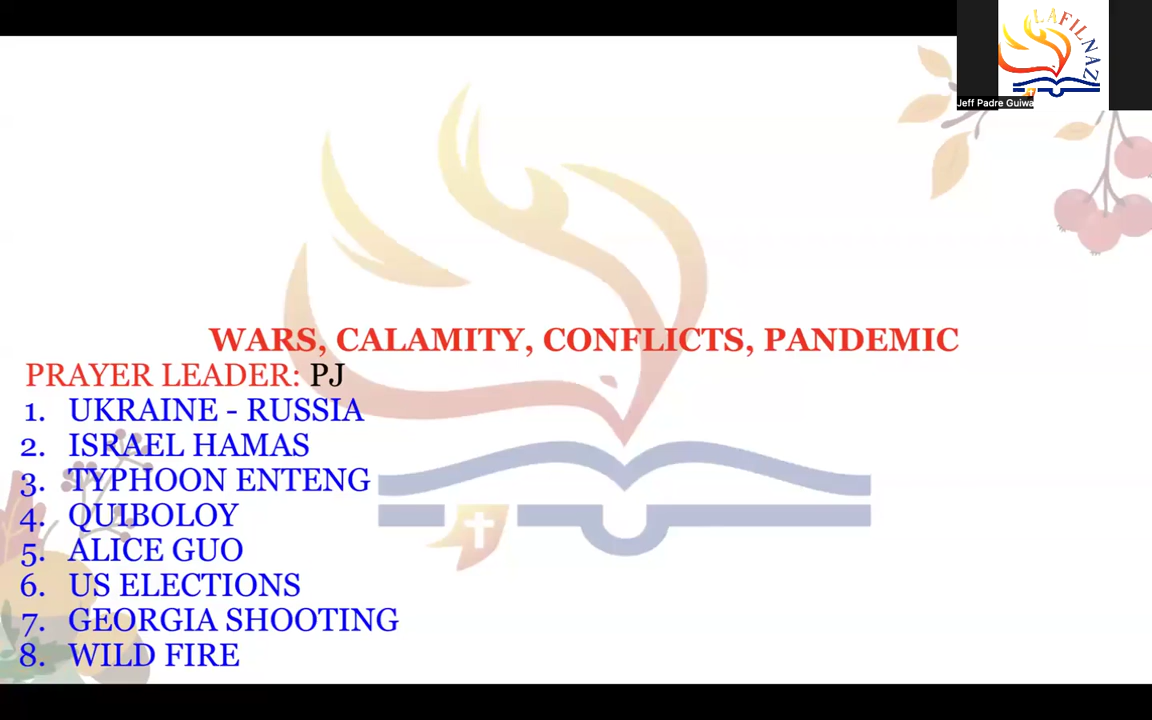 LAFILNAZ
Jeff Padre Guiwa
WARS, CALAMITY, CONFLICTS, PANDEMIC
PRAYER LEADER: PJ
1. UKRAINE - RUSSIA
2. ISRAEL HAMAS
3. TYPHOON ENTENG
4. QUIBOLOY
5. ALICE GUO
6. US ELECTIONS
7. GEORGIA SHOOTING
8. WILD FIRE